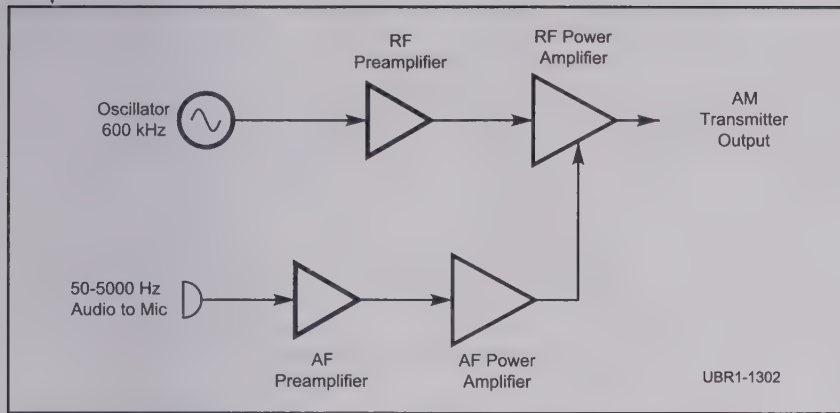 RF
Preamplifier
RF Power
Amplifier
Oscillator
600 kHz
AM
Transmitter
Output
50-5000 Hz
Audio to Mic
AF
Preamplifier
AF Power
Amplifier
UBR1-1302